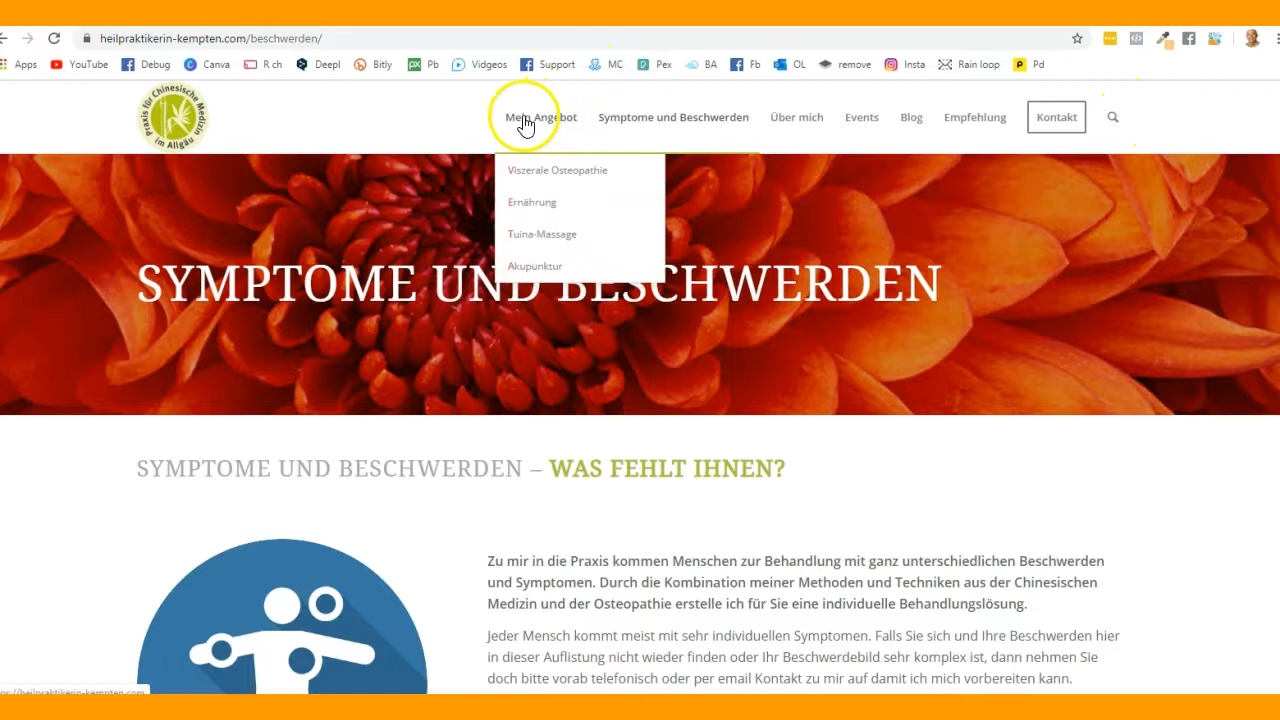 heilpraktikerin-kempten.com/beschwerden/
Apps YouTube Debug Canva R ch Deepl Bitly Pb Vidgeos Support MC Pex BA Fb OL remove Insta Rain loop Pd
Praxis für Chinesische Medizin im Allgäu
Mein Angebot Symptome und Beschwerden Über mich Events Blog Empfehlung Kontakt
Viszerale Osteopathie
Ernährung
Tuina-Massage
Akupunktur
SYMPTOME UND BESCHWERDEN
SYMPTOME UND BESCHWERDEN – WAS FEHLT IHNEN?
Zu mir in die Praxis kommen Menschen zur Behandlung mit ganz unterschiedlichen Beschwerden
und Symptomen. Durch die Kombination meiner Methoden und Techniken aus der Chinesischen
Medizin und der Osteopathie erstelle ich für Sie eine individuelle Behandlungslösung.
Jeder Mensch kommt meist mit sehr individuellen Symptomen. Falls Sie sich und Ihre Beschwerden hier
in dieser Auflistung nicht wieder finden oder Ihr Beschwerdebild sehr komplex ist, dann nehmen Sie
doch bitte vorab telefonisch oder per email Kontakt zu mir auf damit ich mich vorbereiten kann.